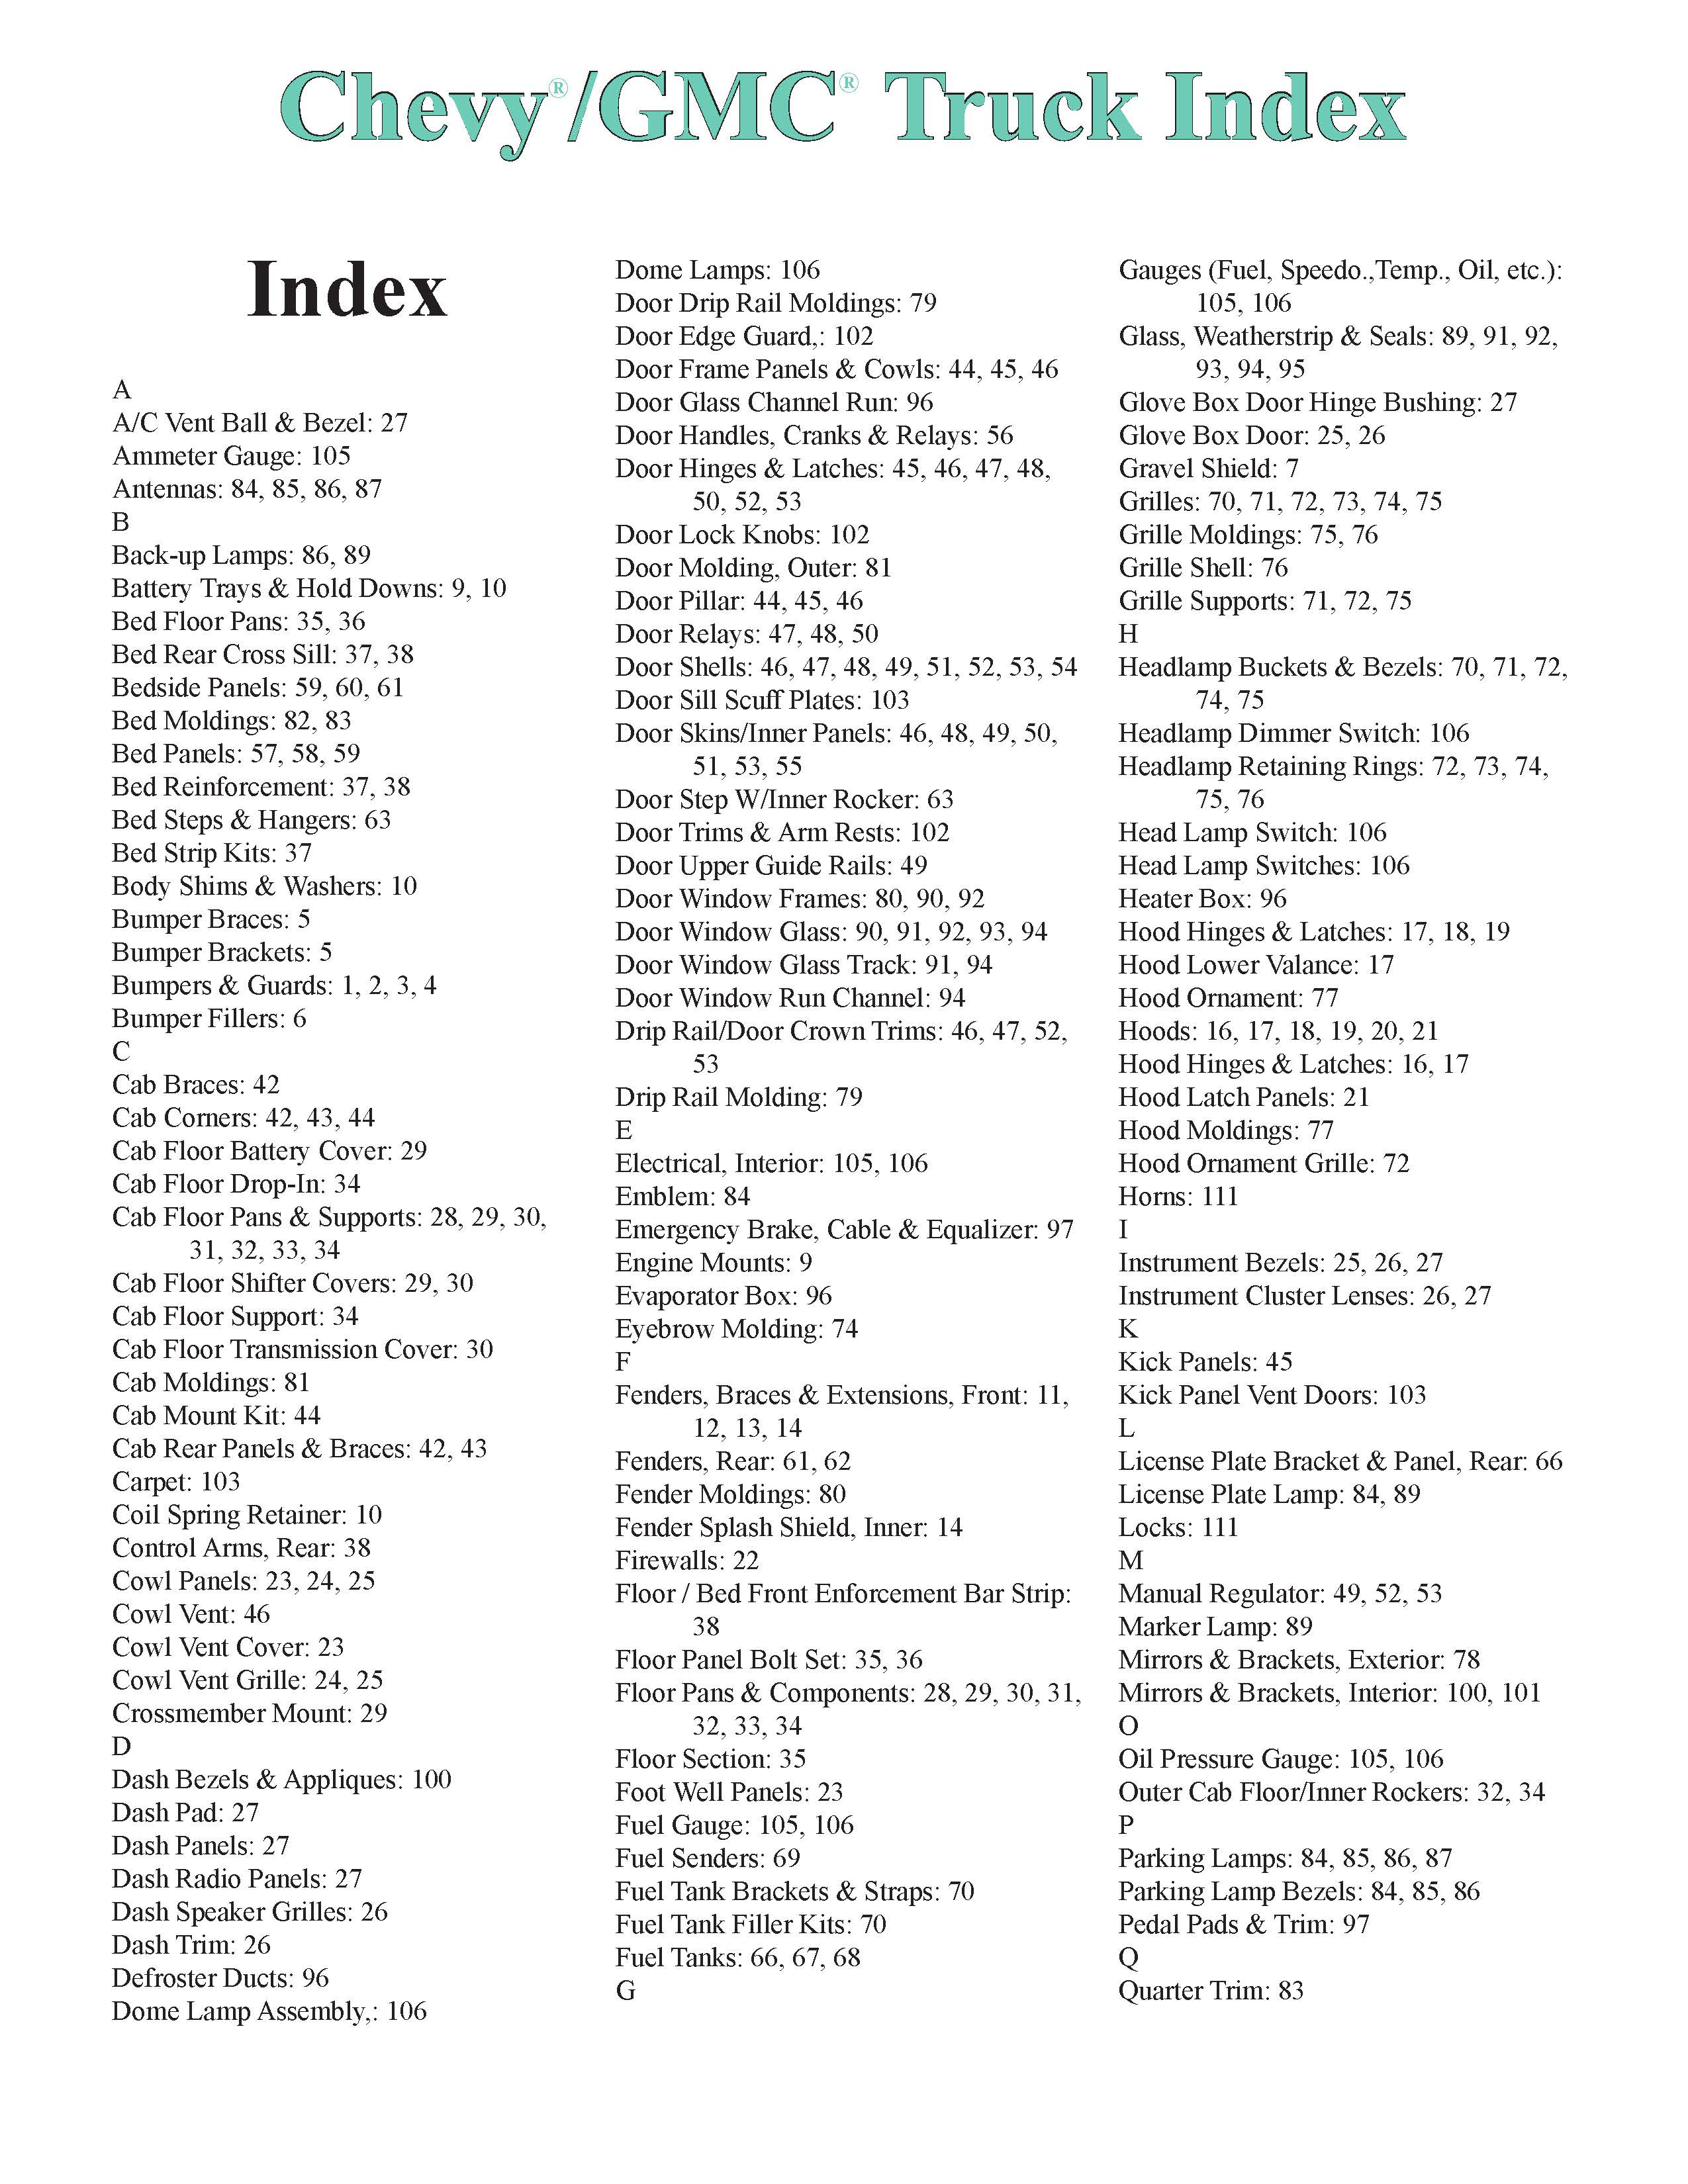 Chevy®/GMC® Truck Index
Index
A
A/C Vent Ball & Bezel: 27
Ammeter Gauge: 105
Antennas: 84, 85, 86, 87
B
Back-up Lamps: 86, 89
Battery Trays & Hold Downs: 9, 10
Bed Floor Pans: 35, 36
Bed Rear Cross Sill: 37, 38
Bedside Panels: 59, 60, 61
Bed Moldings: 82, 83
Bed Panels: 57, 58, 59
Bed Reinforcement: 37, 38
Bed Steps & Hangers: 63
Bed Strip Kits: 37
Body Shims & Washers: 10
Bumper Braces: 5
Bumper Brackets: 5
Bumpers & Guards: 1, 2, 3, 4
Bumper Fillers: 6
C
Cab Braces: 42
Cab Corners: 42, 43, 44
Cab Floor Battery Cover: 29
Cab Floor Drop-In: 34
Cab Floor Pans & Supports: 28, 29, 30,
31, 32, 33, 34
Cab Floor Shifter Covers: 29, 30
Cab Floor Support: 34
Cab Floor Transmission Cover: 30
Cab Moldings: 81
Cab Mount Kit: 44
Cab Rear Panels & Braces: 42, 43
Carpet: 103
Coil Spring Retainer: 10
Control Arms, Rear: 38
Cowl Panels: 23, 24, 25
Cowl Vent: 46
Cowl Vent Cover: 23
Cowl Vent Grille: 24, 25
Crossmember Mount: 29
D
Dash Bezels & Appliques: 100
Dash Pad: 27
Dash Panels: 27
Dash Radio Panels: 27
Dash Speaker Grilles: 26
Dash Trim: 26
Defroster Ducts: 96
Dome Lamp Assembly,: 106
Dome Lamps: 106
Door Drip Rail Moldings: 79
Door Edge Guard,: 102
Door Frame Panels & Cowls: 44, 45, 46
Door Glass Channel Run: 96
Door Handles, Cranks & Relays: 56
Door Hinges & Latches: 45, 46, 47, 48,
50, 52, 53
Door Lock Knobs: 102
Door Molding, Outer: 81
Door Pillar: 44, 45, 46
Door Relays: 47, 48, 50
Door Shells: 46, 47, 48, 49, 51, 52, 53, 54
Door Sill Scuff Plates: 103
Door Skins/Inner Panels: 46, 48, 49, 50,
51, 53, 55
Door Step W/Inner Rocker: 63
Door Trims & Arm Rests: 102
Door Upper Guide Rails: 49
Door Window Frames: 80, 90, 92
Door Window Glass: 90, 91, 92, 93, 94
Door Window Glass Track: 91, 94
Door Window Run Channel: 94
Drip Rail/Door Crown Trims: 46, 47, 52,
53
Drip Rail Molding: 79
E
Electrical, Interior: 105, 106
Emblem: 84
Emergency Brake, Cable & Equalizer: 97
Engine Mounts: 9
Evaporator Box: 96
Eyebrow Molding: 74
F
Fenders, Braces & Extensions, Front: 11,
12, 13, 14
Fenders, Rear: 61, 62
Fender Moldings: 80
Fender Splash Shield, Inner: 14
Firewalls: 22
Floor / Bed Front Enforcement Bar Strip:
38
Floor Panel Bolt Set: 35, 36
Floor Pans & Components: 28, 29, 30, 31,
32, 33, 34
Floor Section: 35
Foot Well Panels: 23
Fuel Gauge: 105, 106
Fuel Senders: 69
Fuel Tank Brackets & Straps: 70
Fuel Tank Filler Kits: 70
Fuel Tanks: 66, 67, 68
G
Gauges (Fuel, Speedo.,Temp., Oil, etc.):
105, 106
Glass, Weatherstrip & Seals: 89, 91, 92,
93, 94, 95
Glove Box Door Hinge Bushing: 27
Glove Box Door: 25, 26
Gravel Shield: 7
Grilles: 70, 71, 72, 73, 74, 75
Grille Moldings: 75, 76
Grille Shell: 76
Grille Supports: 71, 72, 75
H
Headlamp Buckets & Bezels: 70, 71, 72,
74, 75
Headlamp Dimmer Switch: 106
Headlamp Retaining Rings: 72, 73, 74,
75, 76
Head Lamp Switch: 106
Head Lamp Switches: 106
Heater Box: 96
Hood Hinges & Latches: 17, 18, 19
Hood Lower Valance: 17
Hood Ornament: 77
Hoods: 16, 17, 18, 19, 20, 21
Hood Hinges & Latches: 16, 17
Hood Latch Panels: 21
Hood Moldings: 77
Hood Ornament Grille: 72
Horns: 111
I
Instrument Bezels: 25, 26, 27
Instrument Cluster Lenses: 26, 27
K
Kick Panels: 45
Kick Panel Vent Doors: 103
L
License Plate Bracket & Panel, Rear: 66
License Plate Lamp: 84, 89
Locks: 111
M
Manual Regulator: 49, 52, 53
Marker Lamp: 89
Mirrors & Brackets, Exterior: 78
Mirrors & Brackets, Interior: 100, 101
O
Oil Pressure Gauge: 105, 106
Outer Cab Floor/Inner Rockers: 32, 34
P
Parking Lamps: 84, 85, 86, 87
Parking Lamp Bezels: 84, 85, 86
Pedal Pads & Trim: 97
Q
Quarter Trim: 83